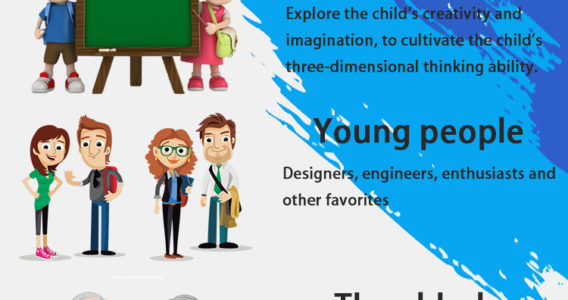 Explore the child's creativity and
imagination, to cultivate the child's
three-dimensional thinking ability.
Young people
Designers, engineers, enthusiasts and
other favorites